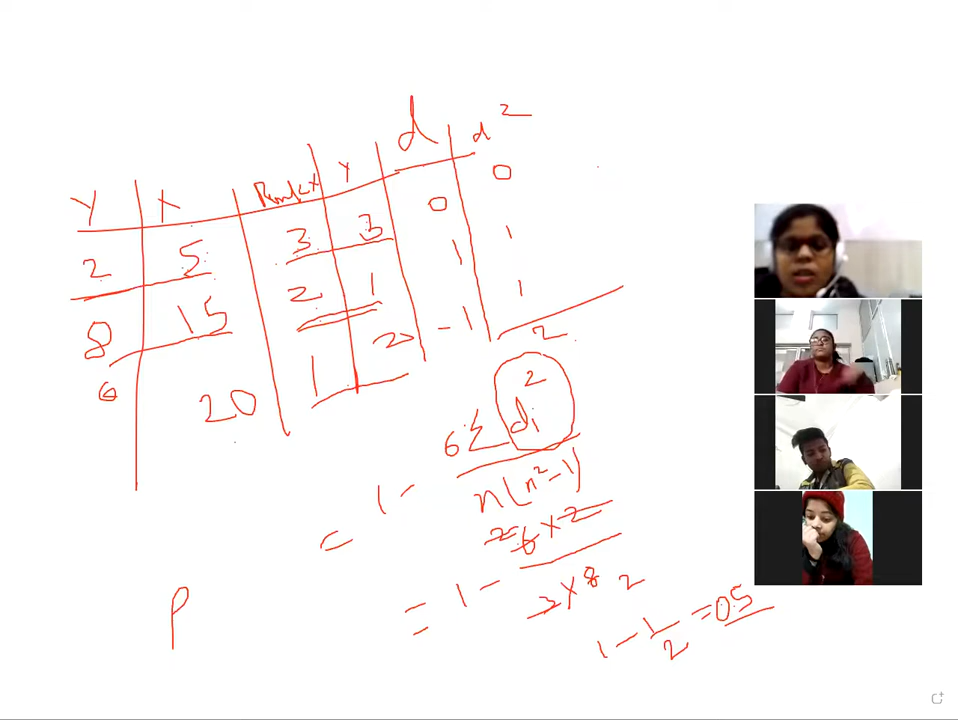 Y X Rank X Y d d²
2 5 3 3 0 0
8 15 2 1 1 1
6 20 1 2 -1 1
2
= 1 - 6 Σ di² / n(n²-1)
= 1 - 6 x 2 / 3 x 8 2
1 - 1/2 = 0.5
ρ